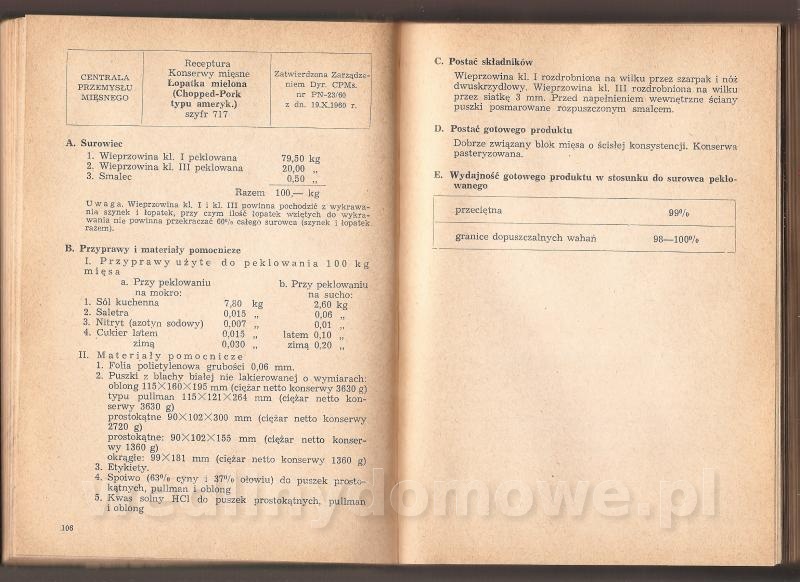 CENTRALA
PRZEMYSŁU
MIĘSNEGO
Receptura
Konserwy mięsne
Łopatka mielona
(Chopped-Pork
typu ameryk.)
szyfr 717
Zatwierdzona Zarządze-
niem Dyr. CPMs.
nr PN-23/60
z dn. 19.X.1960 r.
A. Surowiec
1. Wieprzowina kl. I peklowana 79,50 kg
2. Wieprzowina kl. III peklowana 20,00 „
3. Smalec 0,50 „
Razem 100,— kg
Uwaga. Wieprzowina kl. I i kl. III powinna pochodzić z wykrawa-
nia szynek i łopatek, przy czym ilość łopatek wziętych do wykra-
wania nie powinna przekraczać 60% całego surowca (szynek i łopatek
razem).
B. Przyprawy i materiały pomocnicze
I. Przyprawy użyte do peklowania 100 kg
mięsa
a. Przy peklowaniu b. Przy peklowaniu
na mokro: na sucho:
1. Sól kuchenna 7,80 kg 2,60 kg
2. Saletra 0,015 „ 0,06 „
3. Nitryt (azotyn sodowy) 0,007 „ 0,01 „
4. Cukier latem 0,015 „ latem 0,10 „
zimą 0,030 „ zimą 0,20 „
II. Materiały pomocnicze
1. Folia polietylenowa grubości 0,06 mm.
2. Puszki z blachy białej nie lakierowanej o wymiarach:
oblong 115×160×195 mm (ciężar netto konserwy 3630 g)
typu pullman 115×121×264 mm (ciężar netto kon-
serwy 3630 g)
prostokątne 90×102×300 mm (ciężar netto konserwy
2720 g)
prostokątne: 90×102×155 mm (ciężar netto konser-
wy 1360 g)
okrągłe: 99×181 mm (ciężar netto konserwy 1360 g)
3. Etykiety.
4. Spoiwo (63% cyny i 37% ołowiu) do puszek prosto-
kątnych, pullman i oblong
5. Kwas solny HCl do puszek prostokątnych, pullman
i oblong
106
C. Postać składników
Wieprzowina kl. I rozdrobniona na wilku przez szarpak i nóż
dwuskrzydłowy. Wieprzowina kl. III rozdrobniona na wilku
przez siatkę 3 mm. Przed napełnieniem wewnętrzne ściany
puszki posmarowane rozpuszczonym smalcem.
D. Postać gotowego produktu
Dobrze związany blok mięsa o ścisłej konsystencji. Konserwa
pasteryzowana.
E. Wydajność gotowego produktu w stosunku do surowca peklo-
wanego
przeciętna 99%
granice dopuszczalnych wahań 98—100%
wedlinydomowe.pl